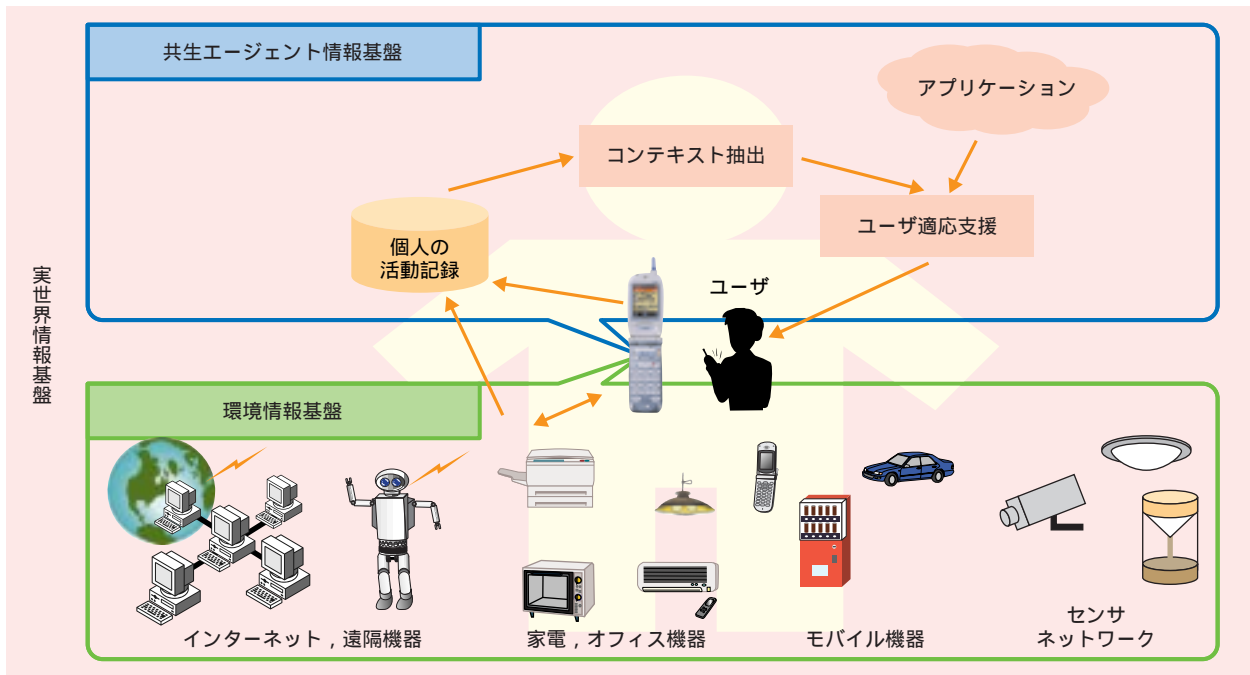 共生エージェント情報基盤
アプリケーション
コンテキスト抽出
ユーザ適応支援
個人の
活動記録
ユーザ
実世界情報基盤
環境情報基盤
インターネット，遠隔機器
家電，オフィス機器
モバイル機器
センサ
ネットワーク